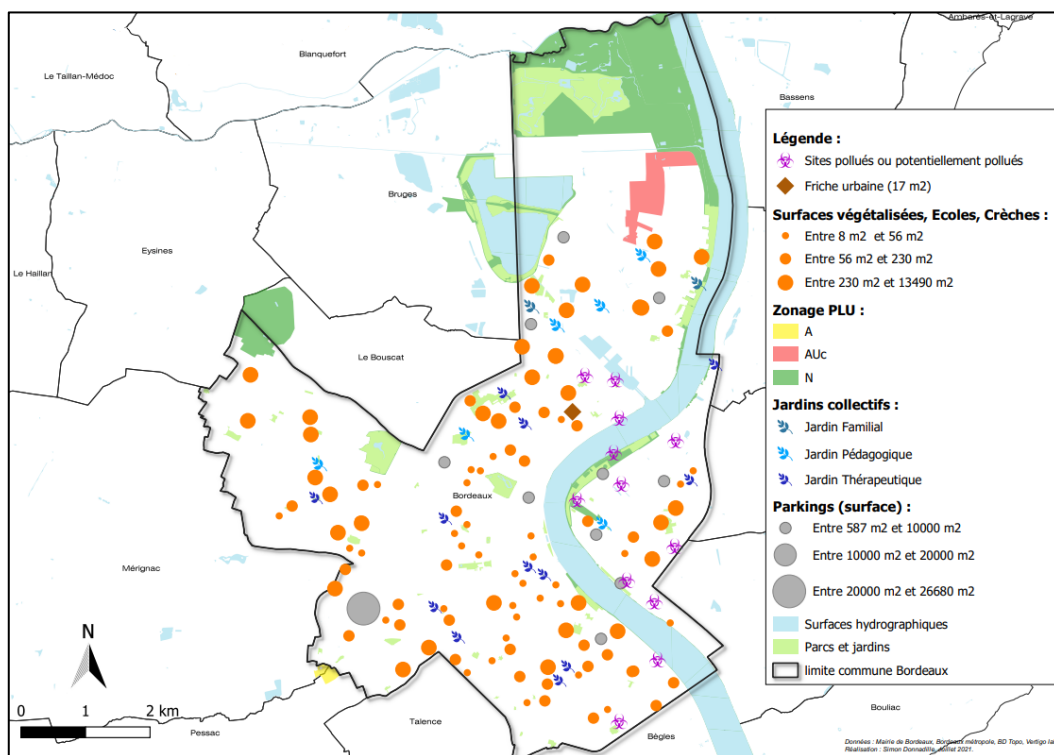 Ambarès-et-Lagrave
Blanquefort
Le Taillan-Médoc
Bassens
Bruges
Eysines
Le Haillan
Le Bouscat
Bordeaux
Mérignac
Pessac
Talence
Bègles
Bouliac
N
0 1 2 km
Légende :
Sites pollués ou potentiellement pollués
Friche urbaine (17 m2)
Surfaces végétalisées, Ecoles, Crèches :
Entre 8 m2 et 56 m2
Entre 56 m2 et 230 m2
Entre 230 m2 et 13490 m2
Zonage PLU :
A
AUc
N
Jardins collectifs :
Jardin Familial
Jardin Pédagogique
Jardin Thérapeutique
Parkings (surface) :
Entre 587 m2 et 10000 m2
Entre 10000 m2 et 20000 m2
Entre 20000 m2 et 26680 m2
Surfaces hydrographiques
Parcs et jardins
limite commune Bordeaux
Données : Mairie de Bordeaux, Bordeaux métropole, BD Topo, Vertigo la
Réalisation : Simon Donnadille, Juillet 2021.